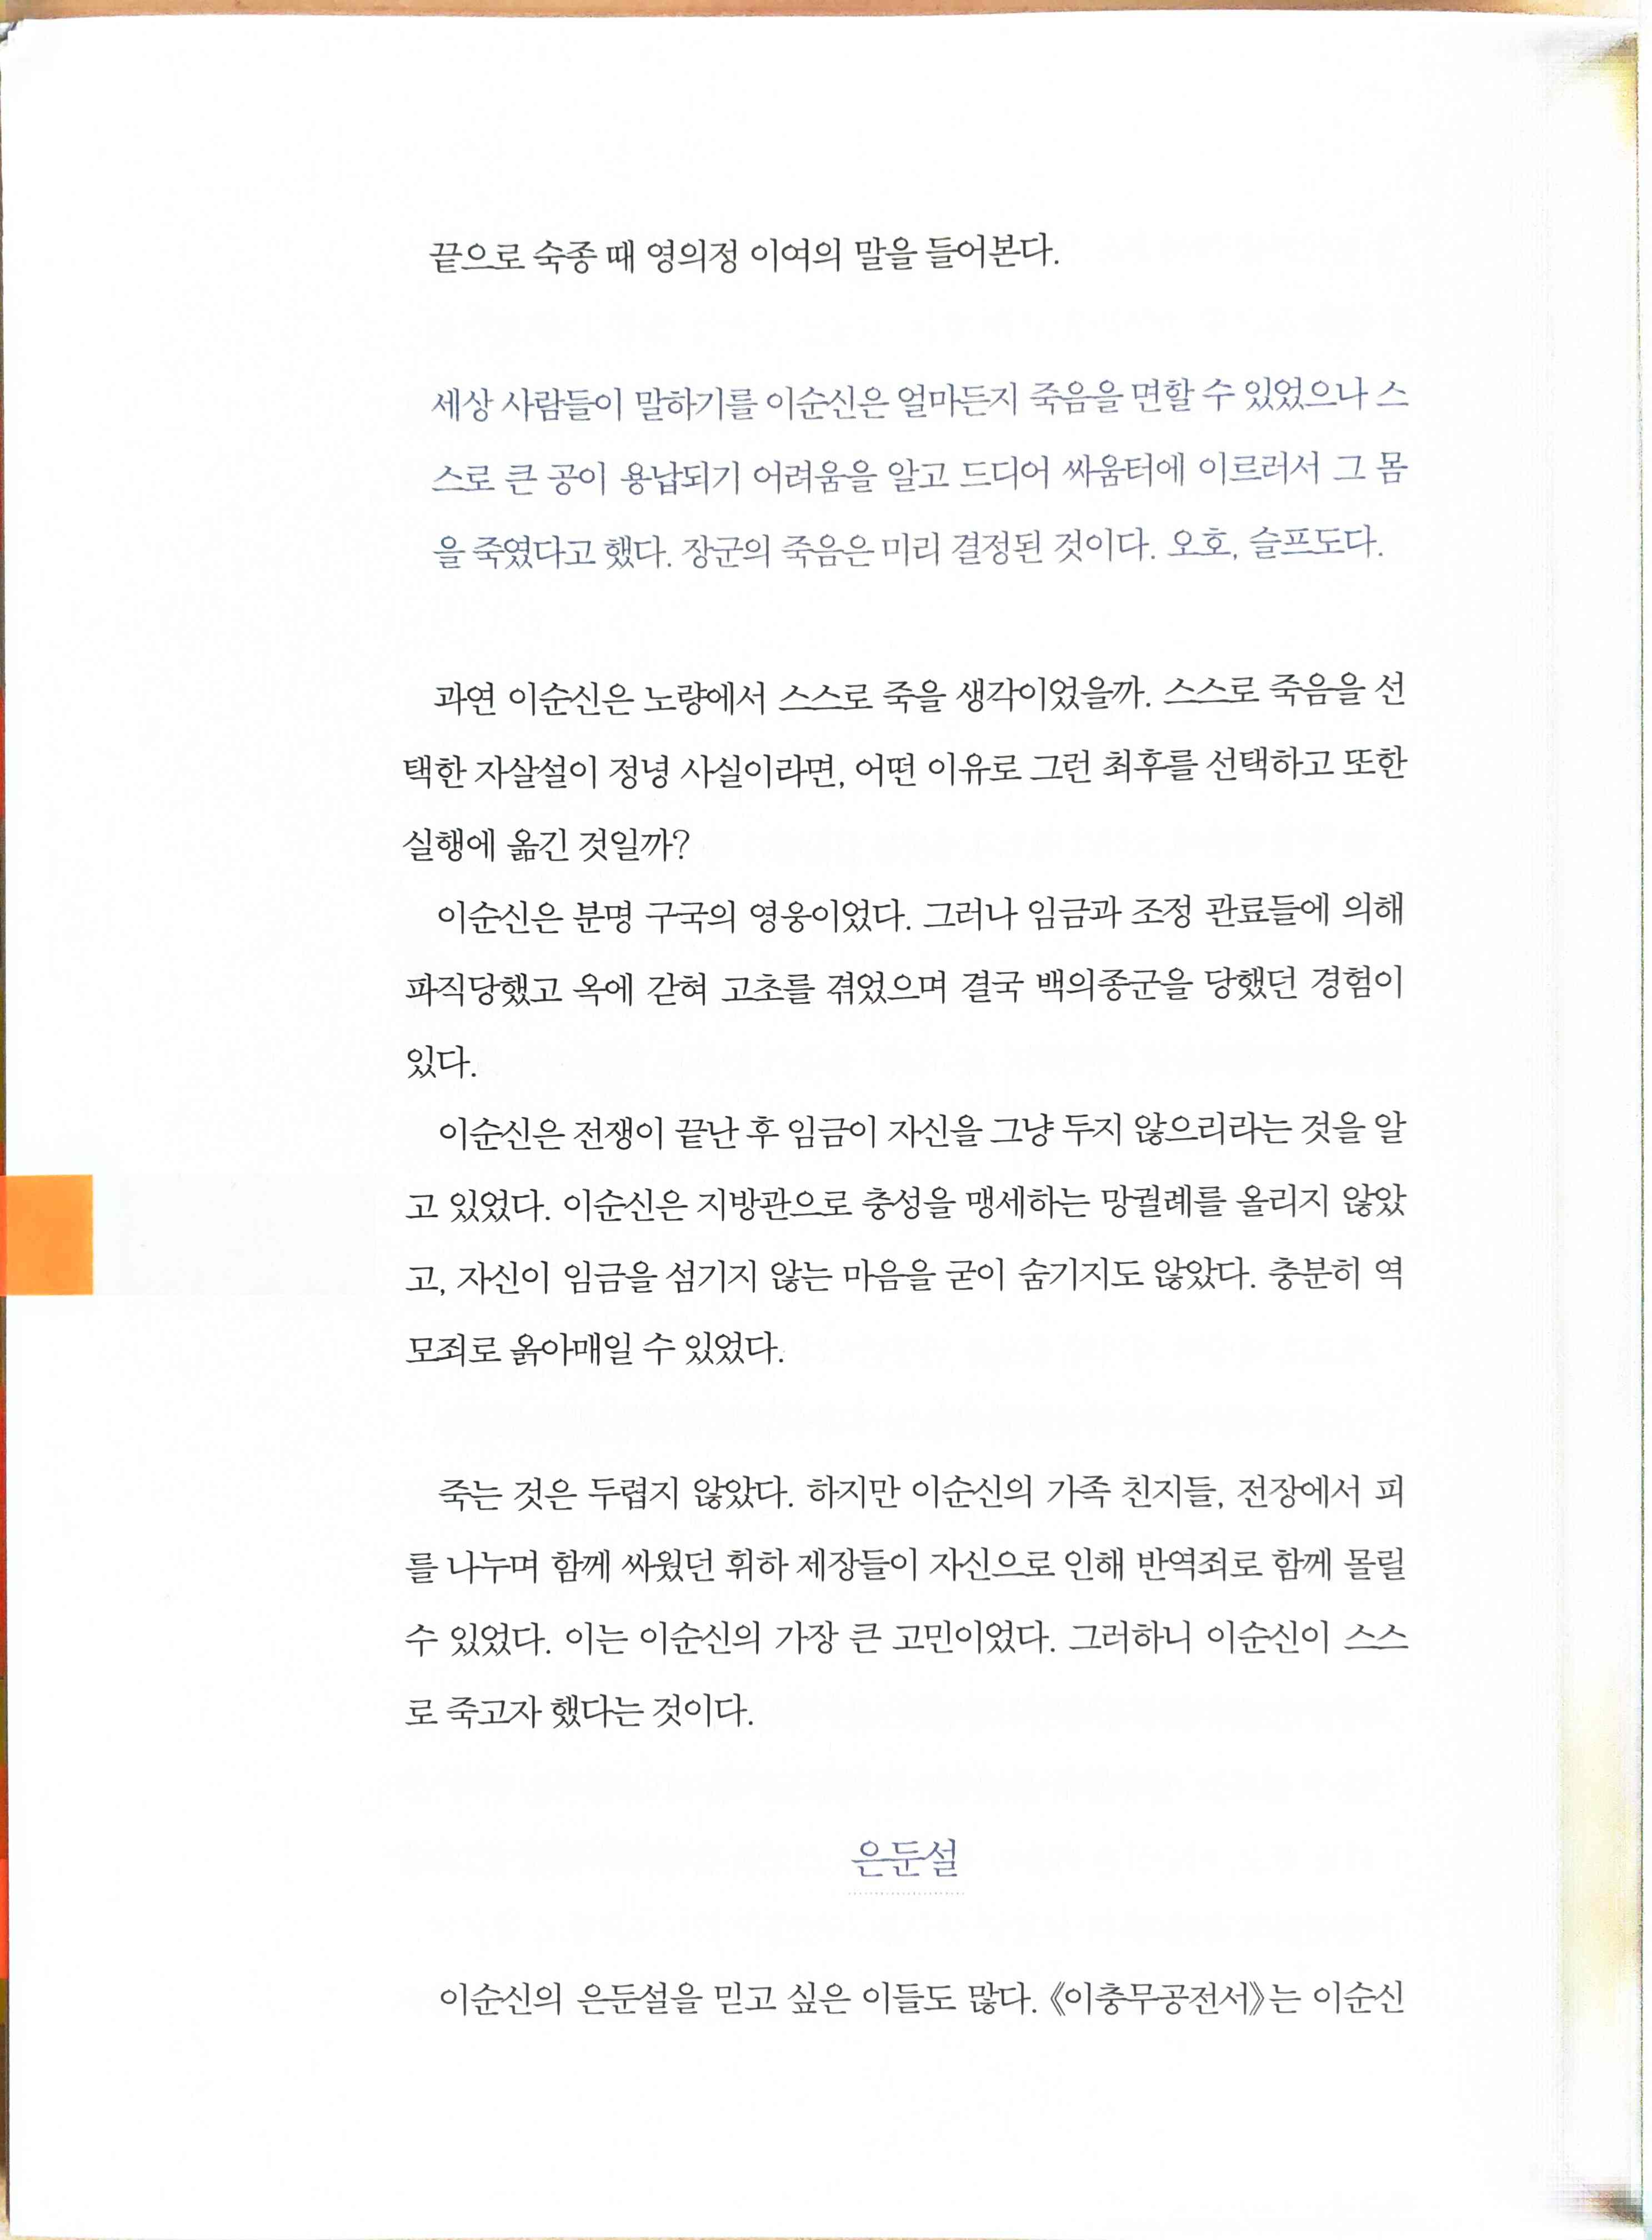 끝으로 숙종 때 영의정 이여의 말을 들어본다.
세상 사람들이 말하기를 이순신은 얼마든지 죽음을 면할 수 있었으나 스
스로 큰 공이 용납되기 어려움을 알고 드디어 싸움터에 이르러서 그 몸
을 죽였다고 했다. 장군의 죽음은 미리 결정된 것이다. 오호, 슬프도다.
과연 이순신은 노량에서 스스로 죽을 생각이었을까. 스스로 죽음을 선
택한 자살설이 정녕 사실이라면, 어떤 이유로 그런 최후를 선택하고 또한
실행에 옮긴 것일까?
이순신은 분명 구국의 영웅이었다. 그러나 임금과 조정 관료들에 의해
파직당했고 옥에 갇혀 고초를 겪었으며 결국 백의종군을 당했던 경험이
있다.
이순신은 전쟁이 끝난 후 임금이 자신을 그냥 두지 않으리라는 것을 알
고 있었다. 이순신은 지방관으로 충성을 맹세하는 망궐례를 올리지 않았
고, 자신이 임금을 섬기지 않는 마음을 굳이 숨기지도 않았다. 충분히 역
모죄로 옭아매일 수 있었다.
죽는 것은 두렵지 않았다. 하지만 이순신의 가족 친지들, 전장에서 피
를 나누며 함께 싸웠던 휘하 제장들이 자신으로 인해 반역죄로 함께 몰릴
수 있었다. 이는 이순신의 가장 큰 고민이었다. 그러하니 이순신이 스스
로 죽고자 했다는 것이다.
은둔설
이순신의 은둔설을 믿고 싶은 이들도 많다. 《이충무공전서》는 이순신